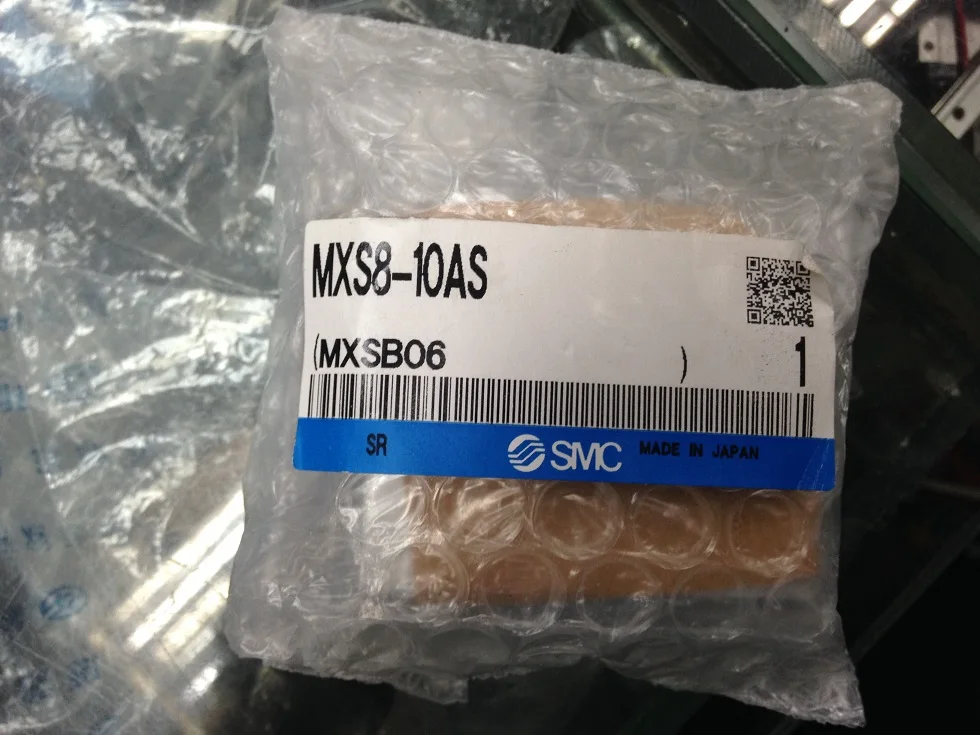 MXS8-10AS
(MXSB06 )
1
SR
SMC
MADE IN JAPAN